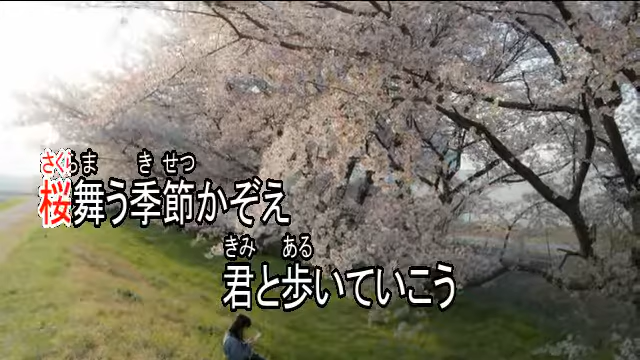 さくらま　きせつ
桜舞う季節かぞえ
きみ　ある
君と歩いていこう